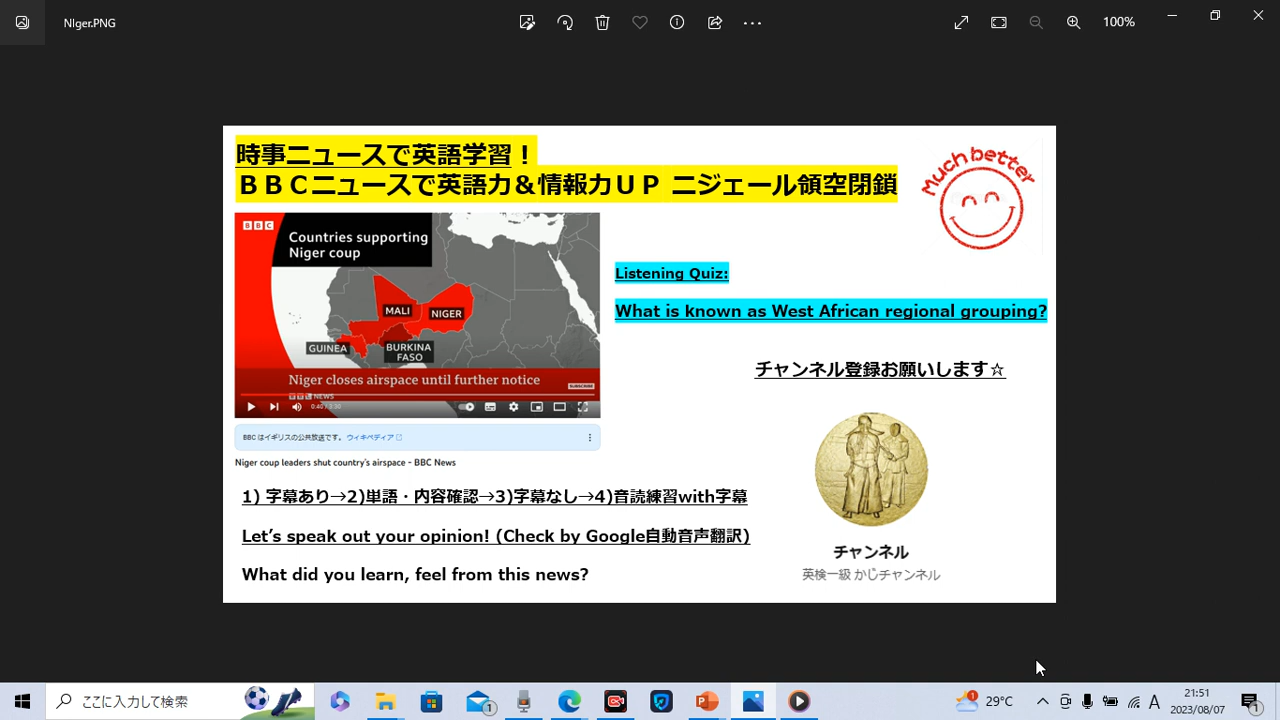 NIger.PNG
100%
時事ニュースで英語学習！
ＢＢＣニュースで英語力＆情報力ＵＰ ニジェール領空閉鎖
Much better
BBC
Countries supporting
Niger coup
MALI
NIGER
GUINEA
BURKINA
FASO
Niger closes airspace until further notice
SUBSCRIBE
BBC NEWS
0:40 / 3:30
BBC はイギリスの公共放送です。 ウィキペディア
Niger coup leaders shut country's airspace - BBC News
Listening Quiz:
What is known as West African regional grouping?
チャンネル登録お願いします☆
1) 字幕あり→2)単語・内容確認→3)字幕なし→4)音読練習with字幕
Let's speak out your opinion! (Check by Google自動音声翻訳)
What did you learn, feel from this news?
チャンネル
英検一級 かじチャンネル
ここに入力して検索
1
1
29°C
A
21:51
2023/08/07
1